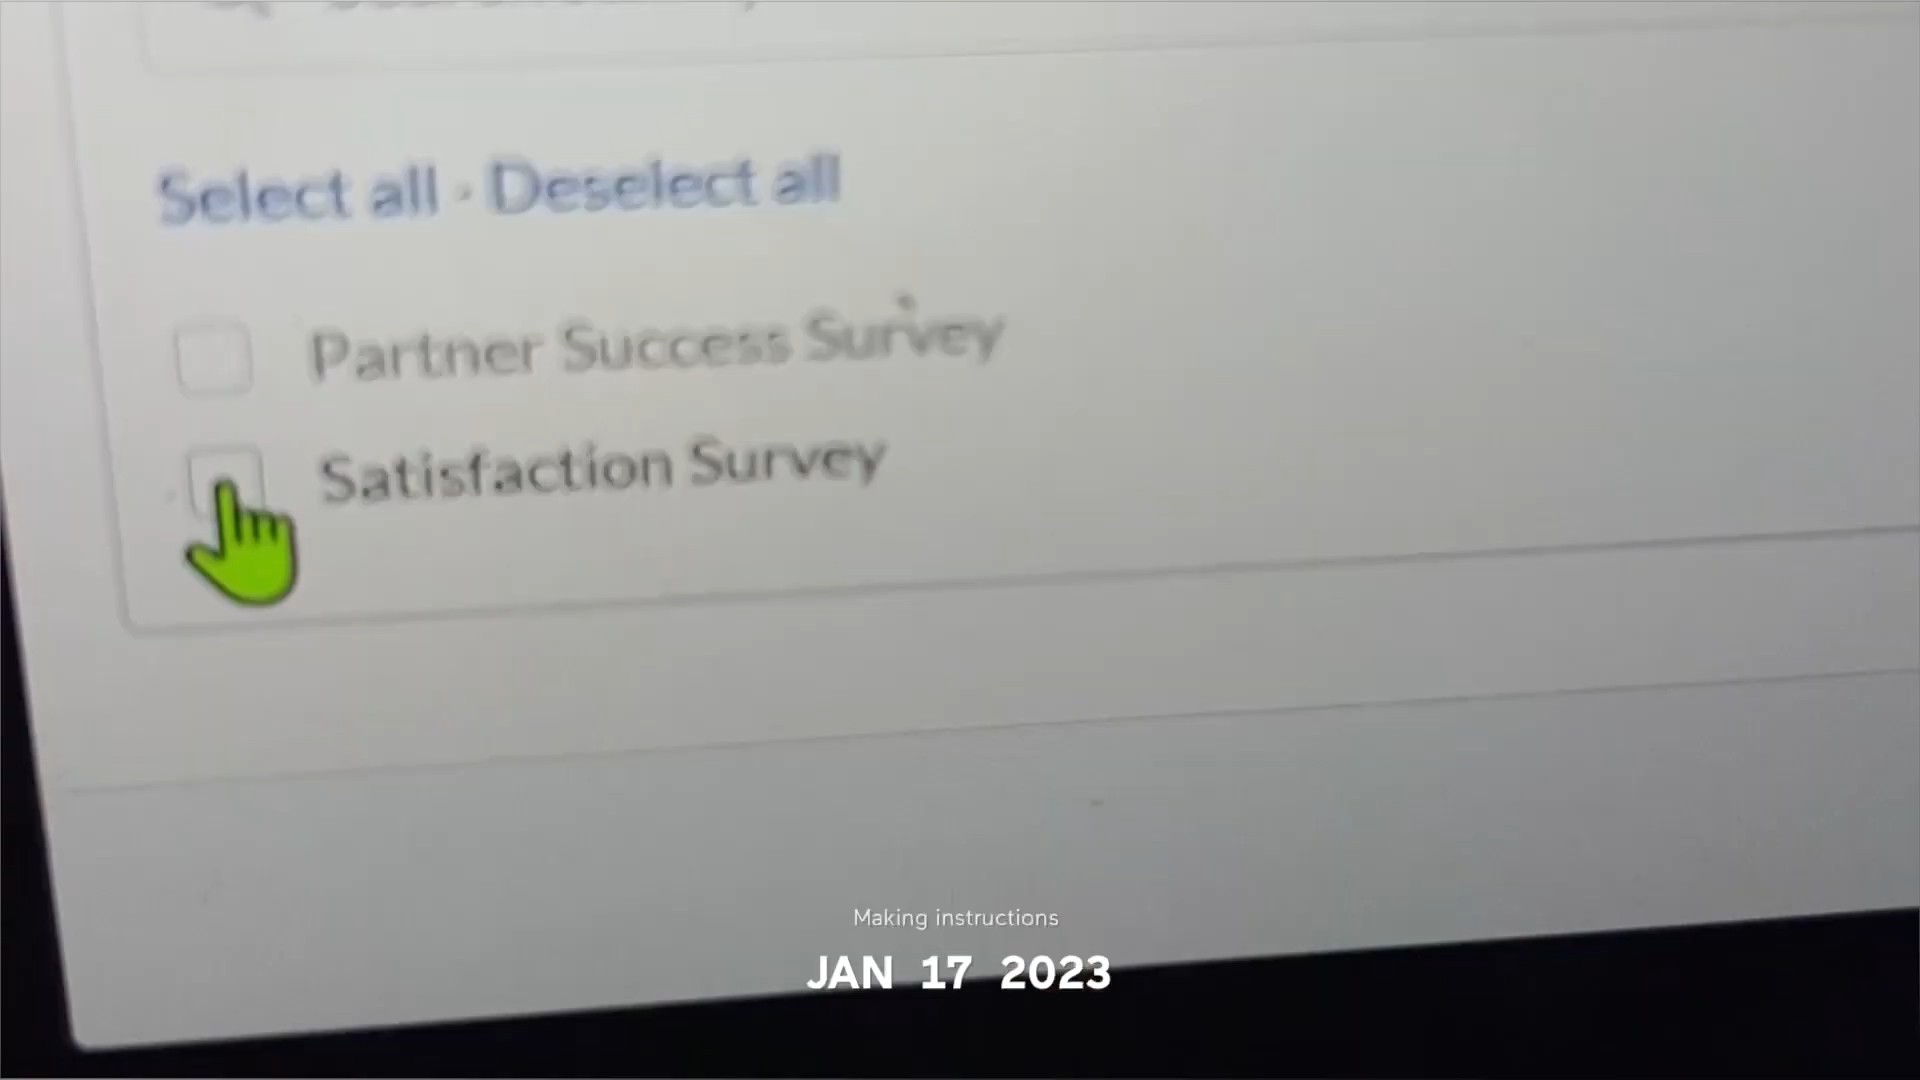 Select all · Deselect all
Partner Success Survey
Satisfaction Survey
Making instructions
JAN 17 2023